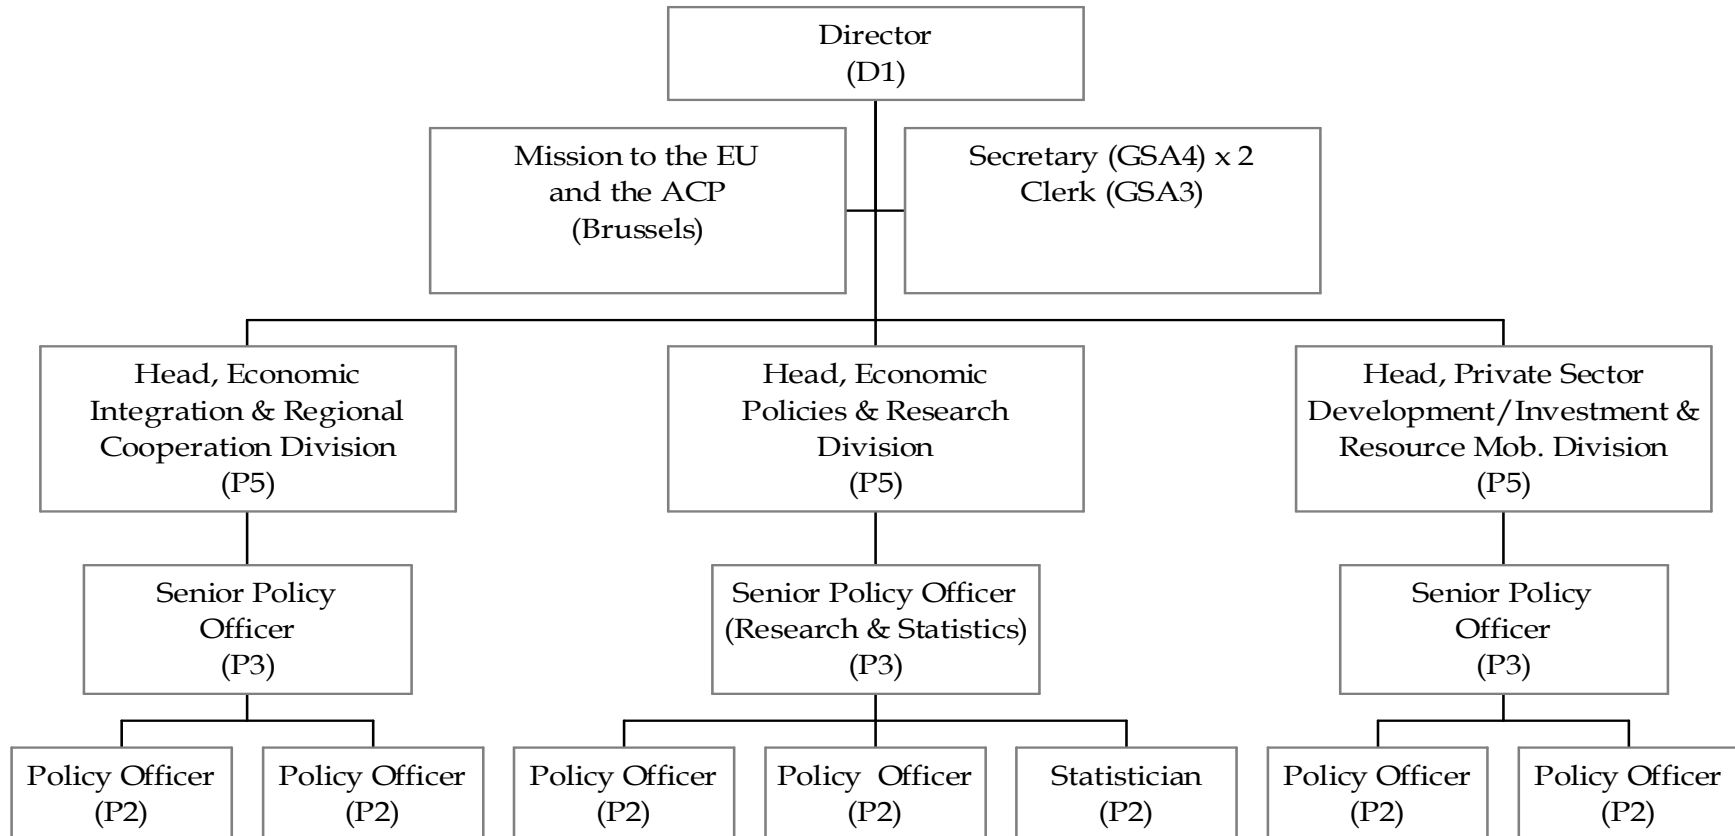 Director
(D1)
Mission to the EU
and the ACP
(Brussels)
Secretary (GSA4) x 2
Clerk (GSA3)
Head, Economic
Integration & Regional
Cooperation Division
(P5)
Head, Economic
Policies & Research
Division
(P5)
Head, Private Sector
Development/Investment &
Resource Mob. Division
(P5)
Senior Policy
Officer
(P3)
Senior Policy Officer
(Research & Statistics)
(P3)
Senior Policy
Officer
(P3)
Policy Officer
(P2)
Policy Officer
(P2)
Policy Officer
(P2)
Policy  Officer
(P2)
Statistician
(P2)
Policy Officer
(P2)
Policy Officer
(P2)